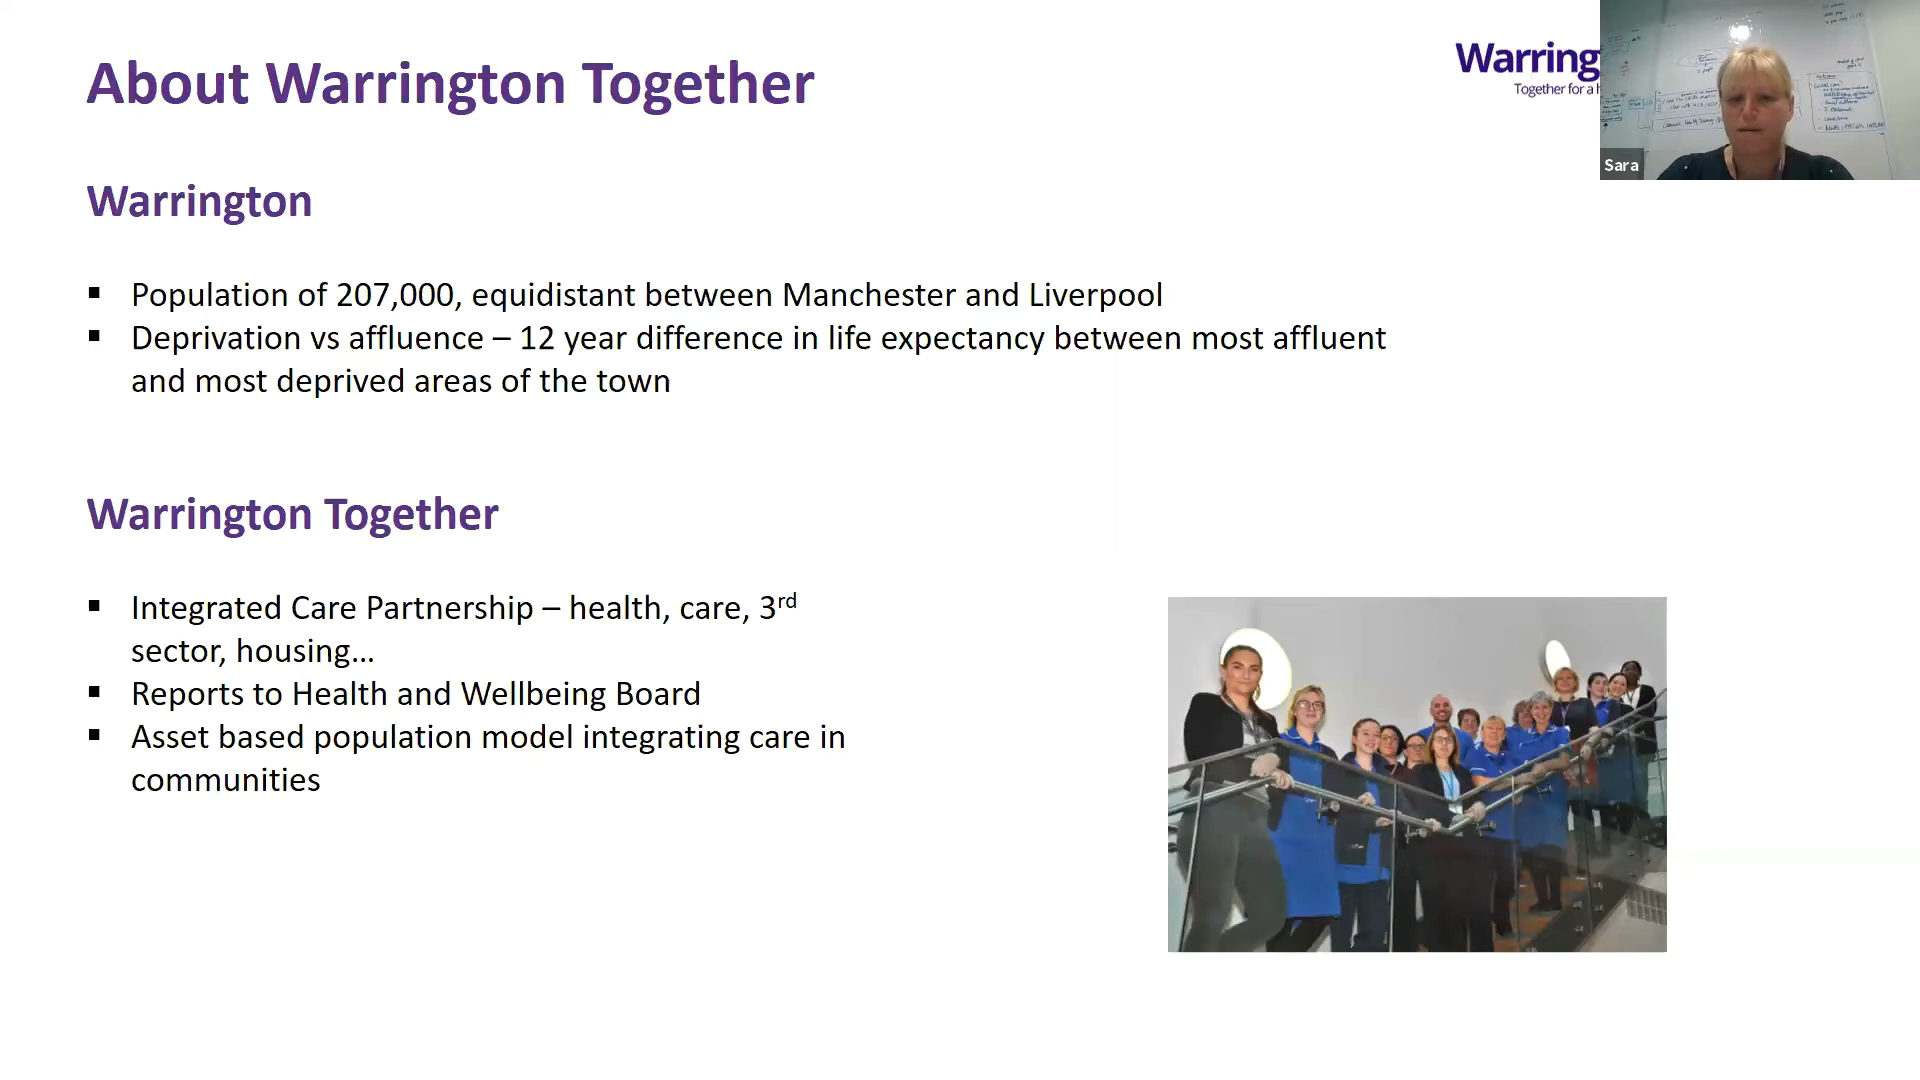 About Warrington Together
Warring
Together for a h
Sara
Warrington
▪ Population of 207,000, equidistant between Manchester and Liverpool
▪ Deprivation vs affluence – 12 year difference in life expectancy between most affluent
and most deprived areas of the town
Warrington Together
▪ Integrated Care Partnership – health, care, 3rd
sector, housing...
▪ Reports to Health and Wellbeing Board
▪ Asset based population model integrating care in
communities